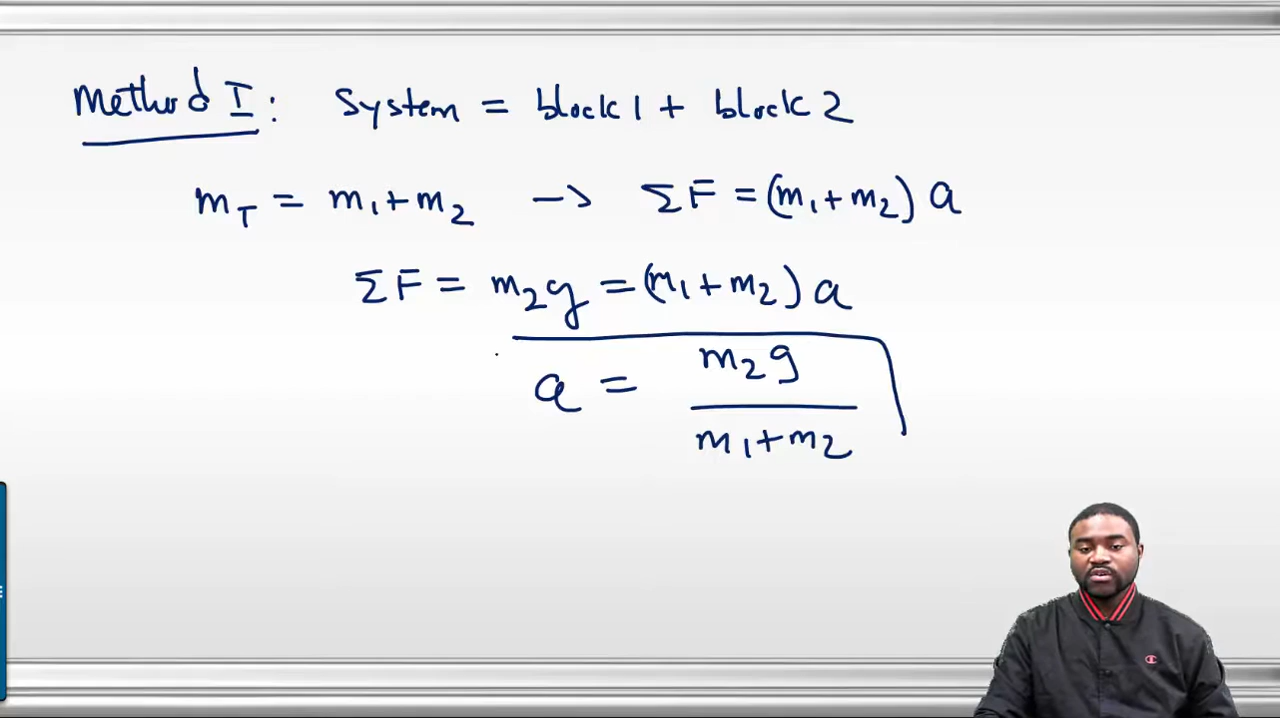 Method I: System = block 1 + block 2
m_T = m₁+m₂ → ΣF = (m₁+m₂) a
ΣF = m₂g = (m₁+m₂) a
a = m₂g / m₁+m₂